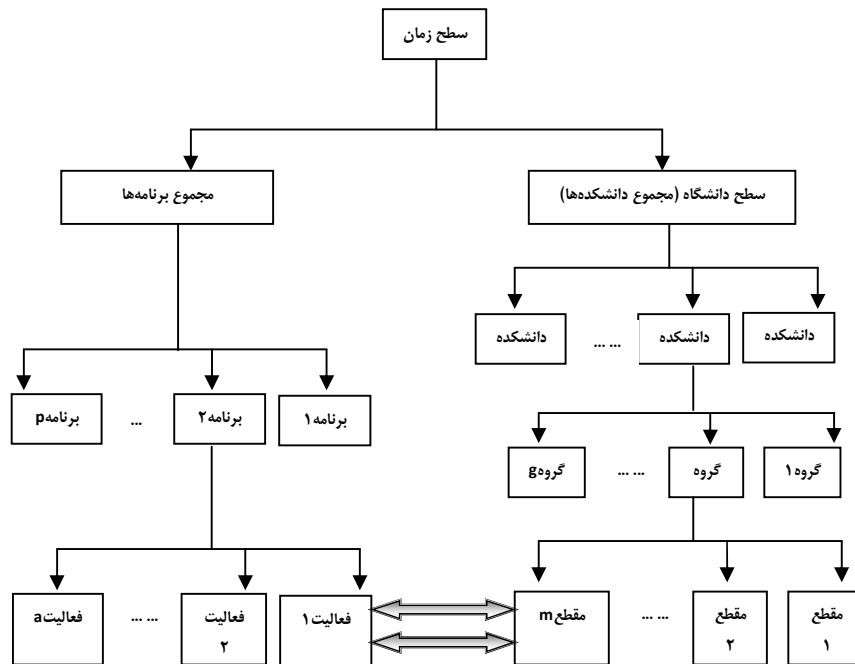 سطح زمان
سطح دانشگاه (مجموع دانشکده‌ها)
مجموع برنامه‌ها
دانشکده
دانشکده
... ...
دانشکده
برنامه۱
برنامه۲
...
برنامهp
گروه۱
گروه
... ...
گروهg
مقطع
۱
مقطع
۲
... ...
مقطعm
فعالیت۱
فعالیت
۲
... ...
فعالیتa